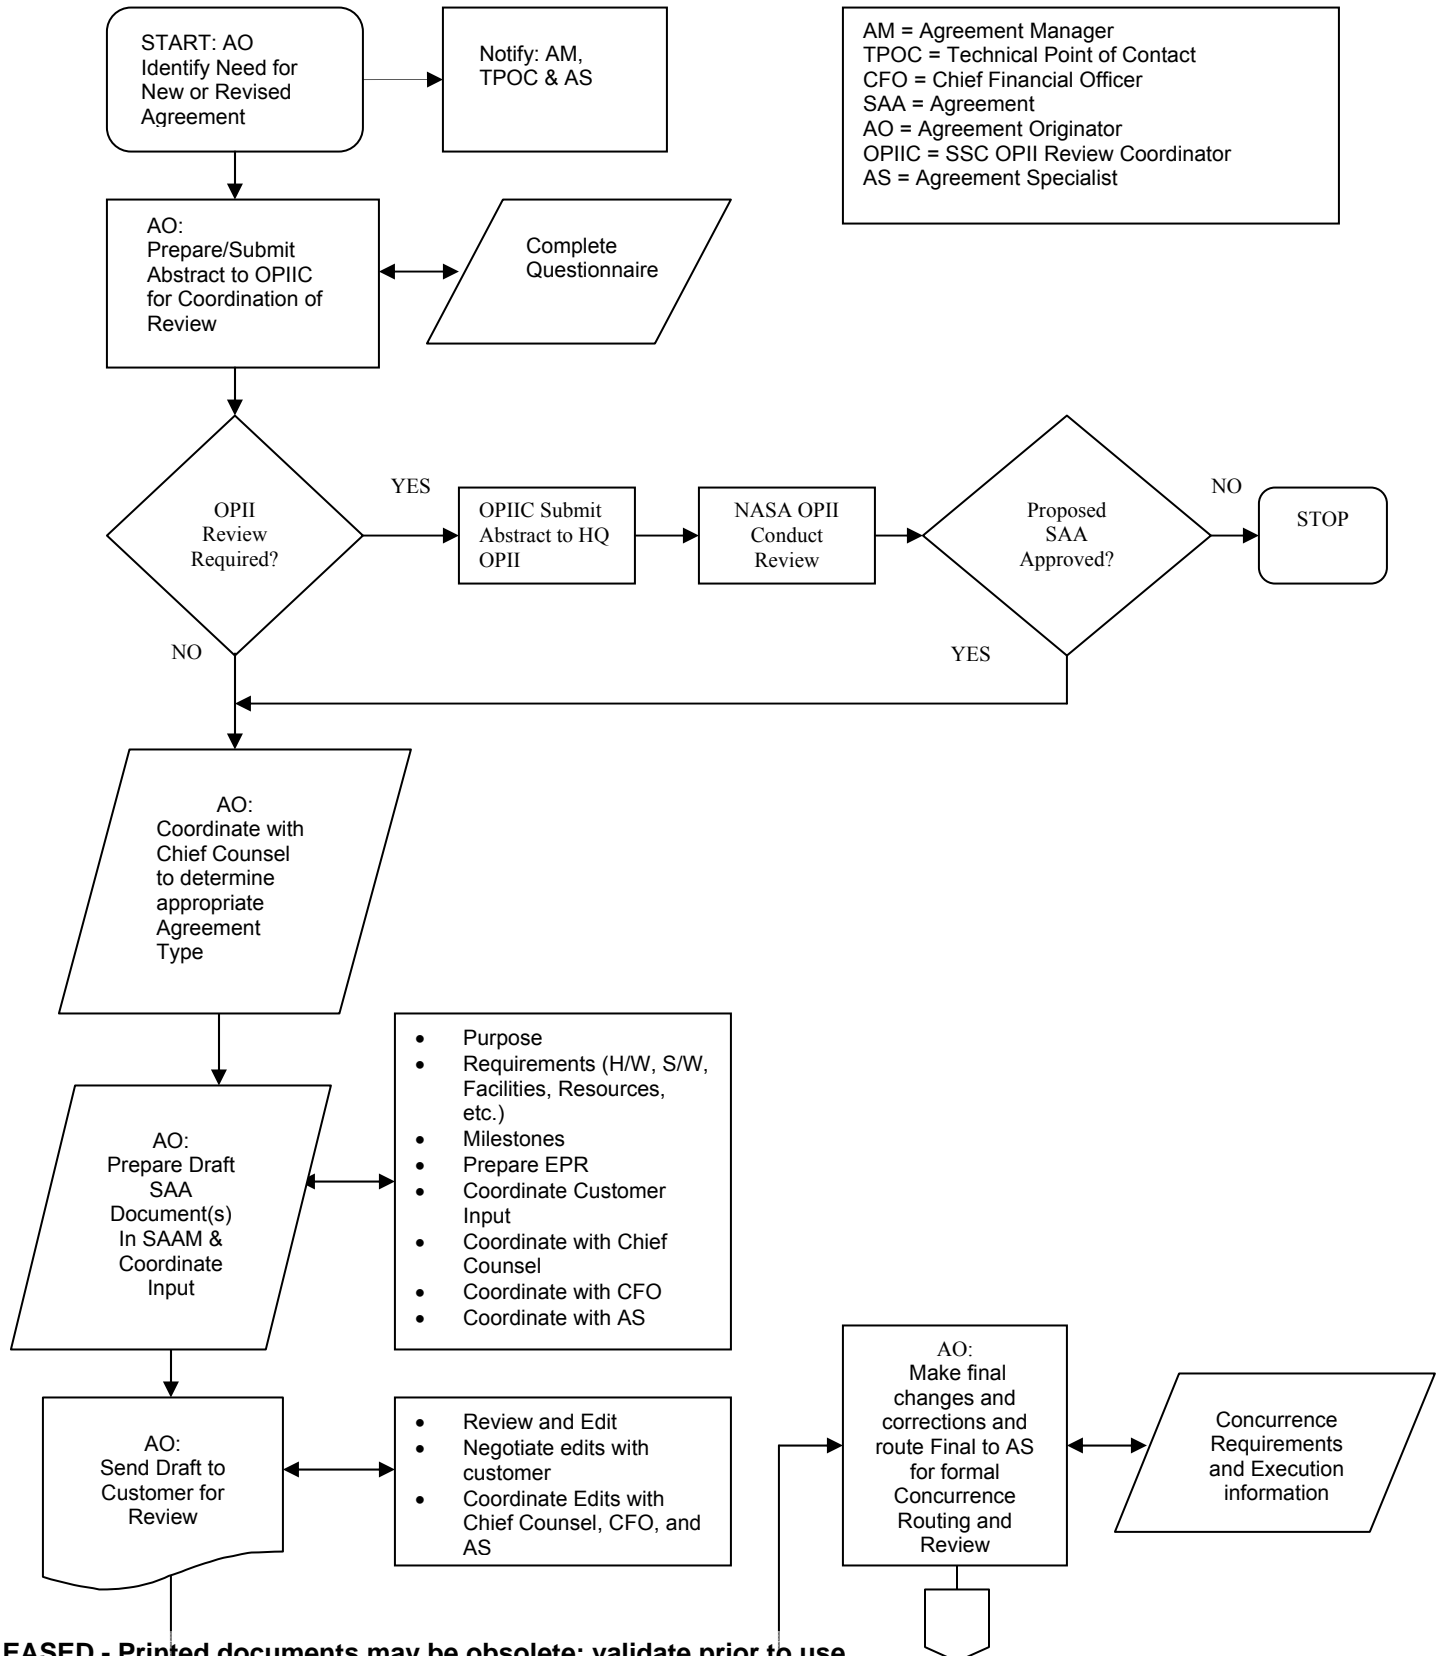 START: AO
Identify Need for
New or Revised
Agreement
Notify: AM,
TPOC & AS
AM = Agreement Manager
TPOC = Technical Point of Contact
CFO = Chief Financial Officer
SAA = Agreement
AO = Agreement Originator
OPIIC = SSC OPII Review Coordinator
AS = Agreement Specialist
AO:
Prepare/Submit
Abstract to OPIIC
for Coordination of
Review
Complete
Questionnaire
OPII
Review
Required?
YES
OPIIC Submit
Abstract to HQ
OPII
NASA OPII
Conduct
Review
Proposed
SAA
Approved?
NO
STOP
NO
YES
AO:
Coordinate with
Chief Counsel
to determine
appropriate
Agreement
Type
AO:
Prepare Draft
SAA
Document(s)
In SAAM &
Coordinate
Input
• Purpose
• Requirements (H/W, S/W,
Facilities, Resources,
etc.)
• Milestones
• Prepare EPR
• Coordinate Customer
Input
• Coordinate with Chief
Counsel
• Coordinate with CFO
• Coordinate with AS
AO:
Send Draft to
Customer for
Review
• Review and Edit
• Negotiate edits with
customer
• Coordinate Edits with
Chief Counsel, CFO, and
AS
AO:
Make final
changes and
corrections and
route Final to AS
for formal
Concurrence
Routing and
Review
Concurrence
Requirements
and Execution
information
EASED - Printed documents may be obsolete; validate prior to use